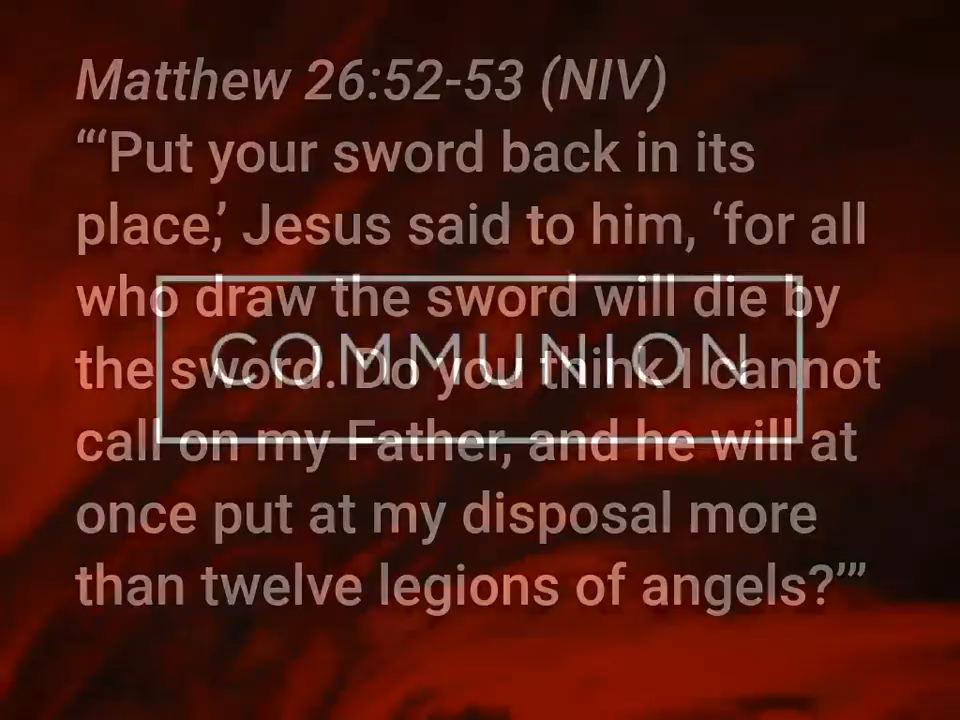 Matthew 26:52-53 (NIV)
“‘Put your sword back in its
place,’ Jesus said to him, ‘for all
who draw the sword will die by
the sword. Do you think I cannot
call on my Father, and he will at
once put at my disposal more
than twelve legions of angels?’”
COMMUNION